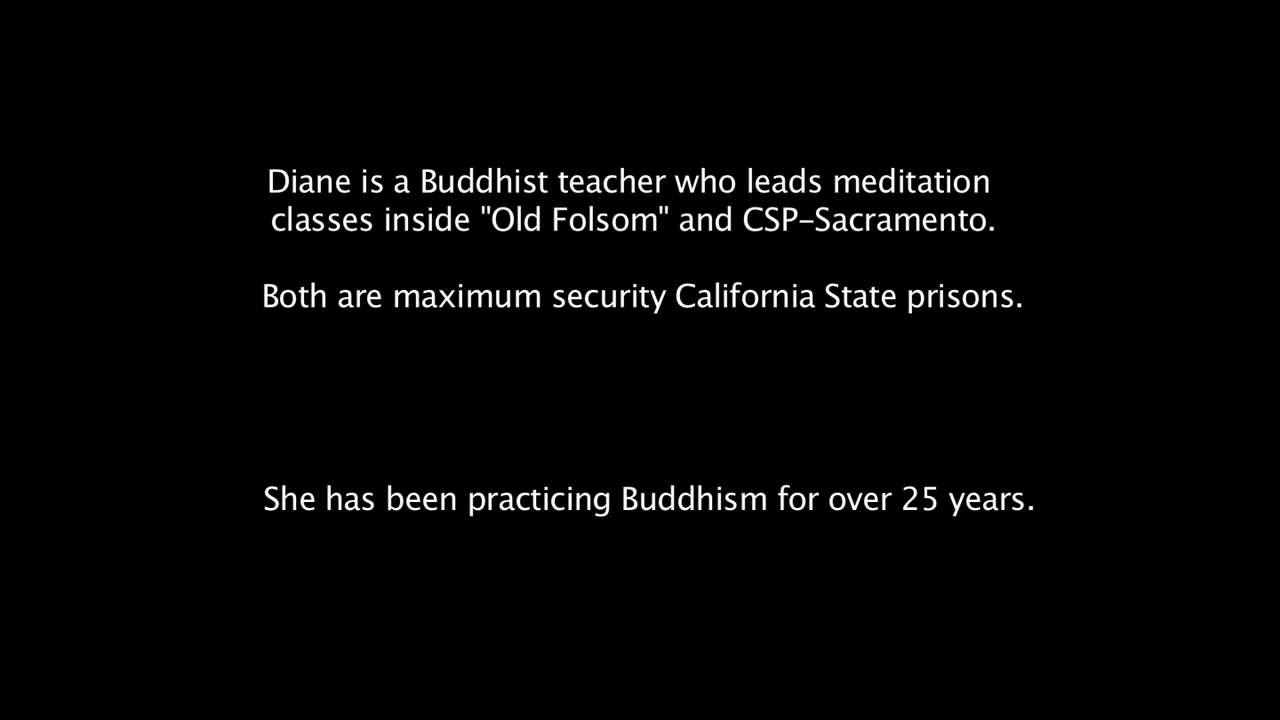 Diane is a Buddhist teacher who leads meditation
classes inside "Old Folsom" and CSP-Sacramento.
Both are maximum security California State prisons.
She has been practicing Buddhism for over 25 years.